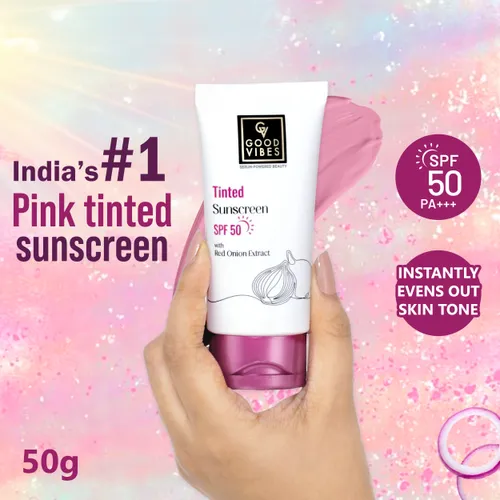 India's #1
Pink tinted
sunscreen
GV
GOOD
VIBES
SERUM POWERED BEAUTY
Tinted
Sunscreen
SPF 50
with
Red Onion Extract
SPF
50
PA+++
INSTANTLY
EVENS OUT
SKIN TONE
50g